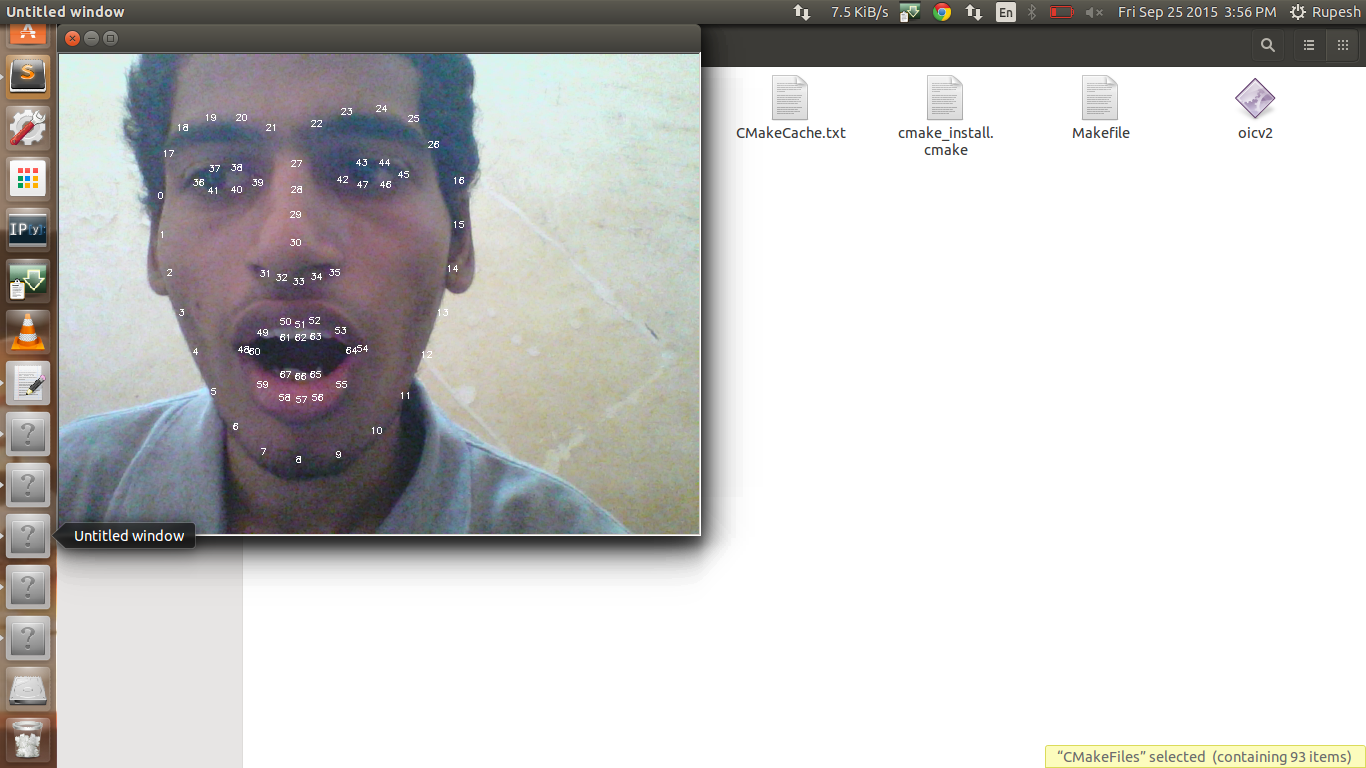 Untitled window
7.5 KiB/s
En
Fri Sep 25 2015 3:56 PM
Rupesh
S
IP[y]:
CMakeCache.txt
cmake_install.
cmake
Makefile
oicv2
24
23
19 20
25
22
18 21
26
17
43 44
27
37 38
45
16
42 47 46
36 39
41 40
28
0
29
15
1
30
14
2
31 32 33 34 35
3
13
50 51 52
49 53
61 62 63
48 60
64 54
4
12
67 66 65
59 55
5
58 57 56
11
6
10
7
9
8
Untitled window
“CMakeFiles” selected (containing 93 items)